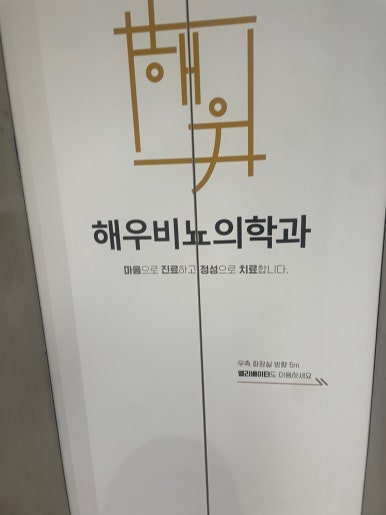 해우
해우비뇨의학과
마음으로 진료하고 정성으로 치료합니다.
우측 화장실 방향 5m
엘리베이터도 이용하세요